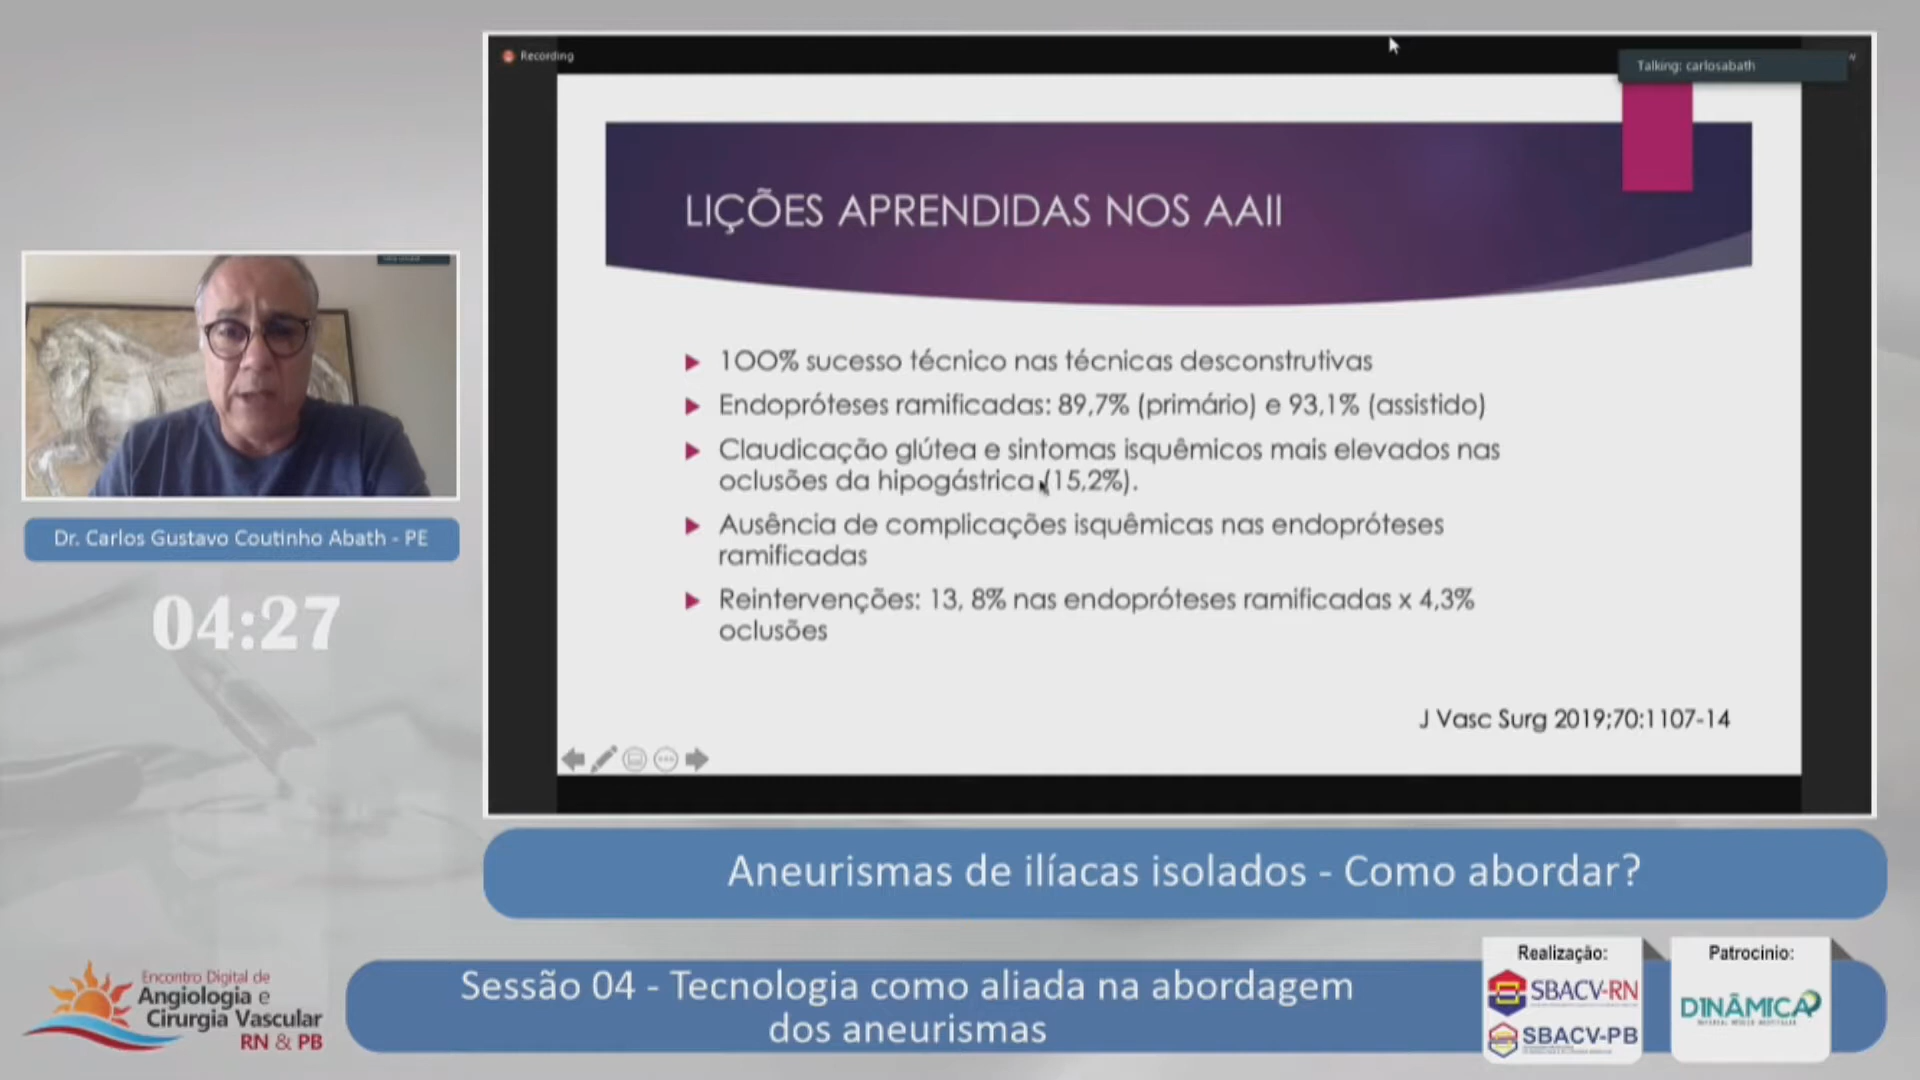 Recording
Talking: carlosabath
LIÇÕES APRENDIDAS NOS AAII
100% sucesso técnico nas técnicas desconstrutivas
Endopróteses ramificadas: 89,7% (primário) e 93,1% (assistido)
Claudicação glútea e sintomas isquêmicos mais elevados nas
oclusões da hipogástrica (15,2%).
Ausência de complicações isquêmicas nas endopróteses
ramificadas
Reintervenções: 13, 8% nas endopróteses ramificadas x 4,3%
oclusões
J Vasc Surg 2019;70:1107-14
Dr. Carlos Gustavo Coutinho Abath - PE
04:27
Aneurismas de ilíacas isolados - Como abordar?
Sessão 04 - Tecnologia como aliada na abordagem
dos aneurismas
Encontro Digital de
Angiologia e
Cirurgia Vascular
RN & PB
Realização:
SBACV-RN
SBACV-PB
Patrocinio:
DINÂMICA